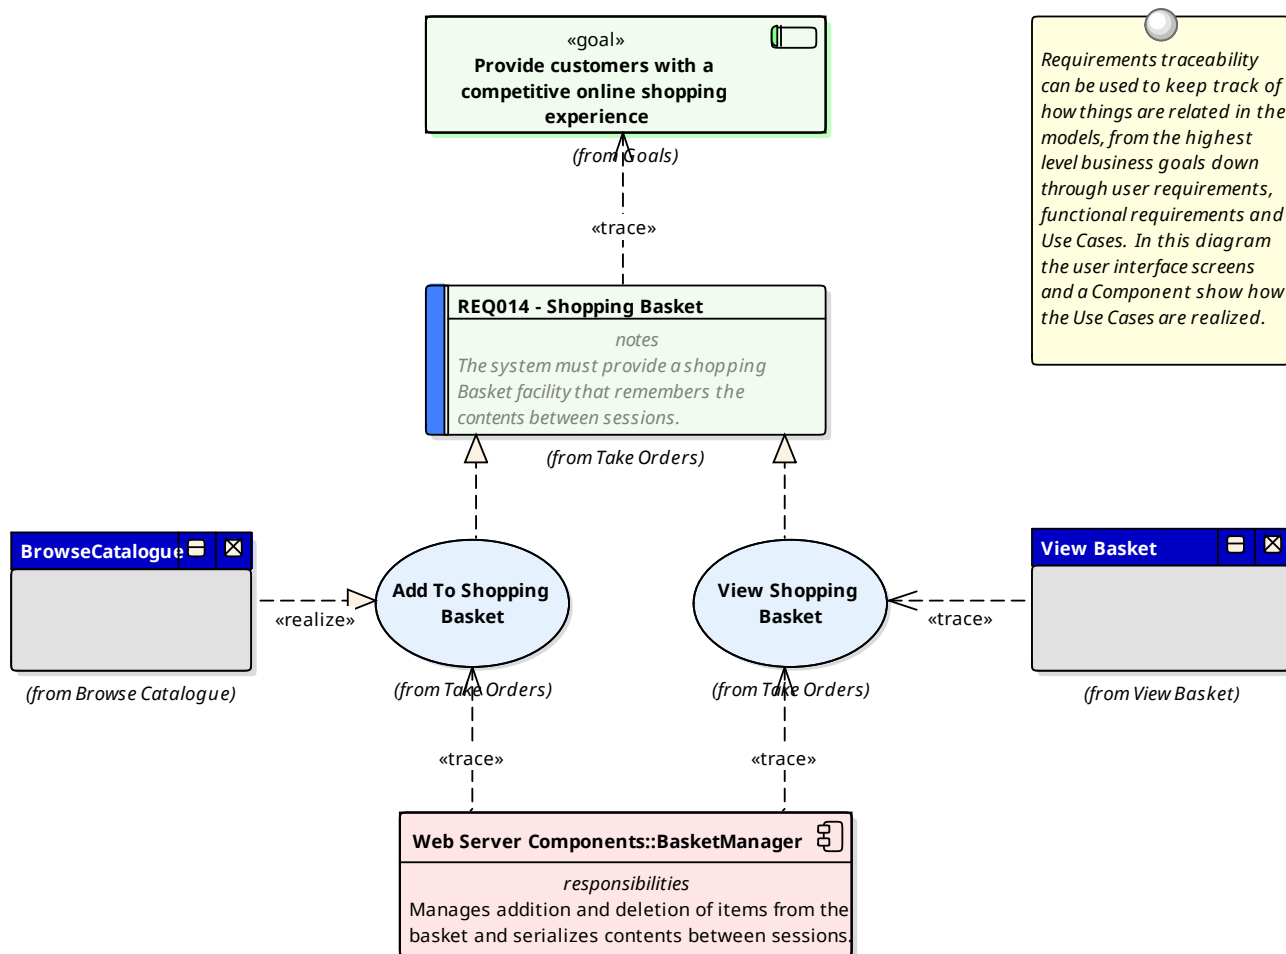 «goal»
Provide customers with a
competitive online shopping
experience
(from Goals)
«trace»
Requirements traceability
can be used to keep track of
how things are related in the
models, from the highest
level business goals down
through user requirements,
functional requirements and
Use Cases. In this diagram
the user interface screens
and a Component show how
the Use Cases are realized.
REQ014 - Shopping Basket
notes
The system must provide a shopping
Basket facility that remembers the
contents between sessions.
(from Take Orders)
BrowseCatalogue
(from Browse Catalogue)
«realize»
Add To Shopping
Basket
(from Take Orders)
View Shopping
Basket
(from Take Orders)
«trace»
View Basket
(from View Basket)
«trace»
«trace»
Web Server Components::BasketManager
responsibilities
Manages addition and deletion of items from the
basket and serializes contents between sessions.